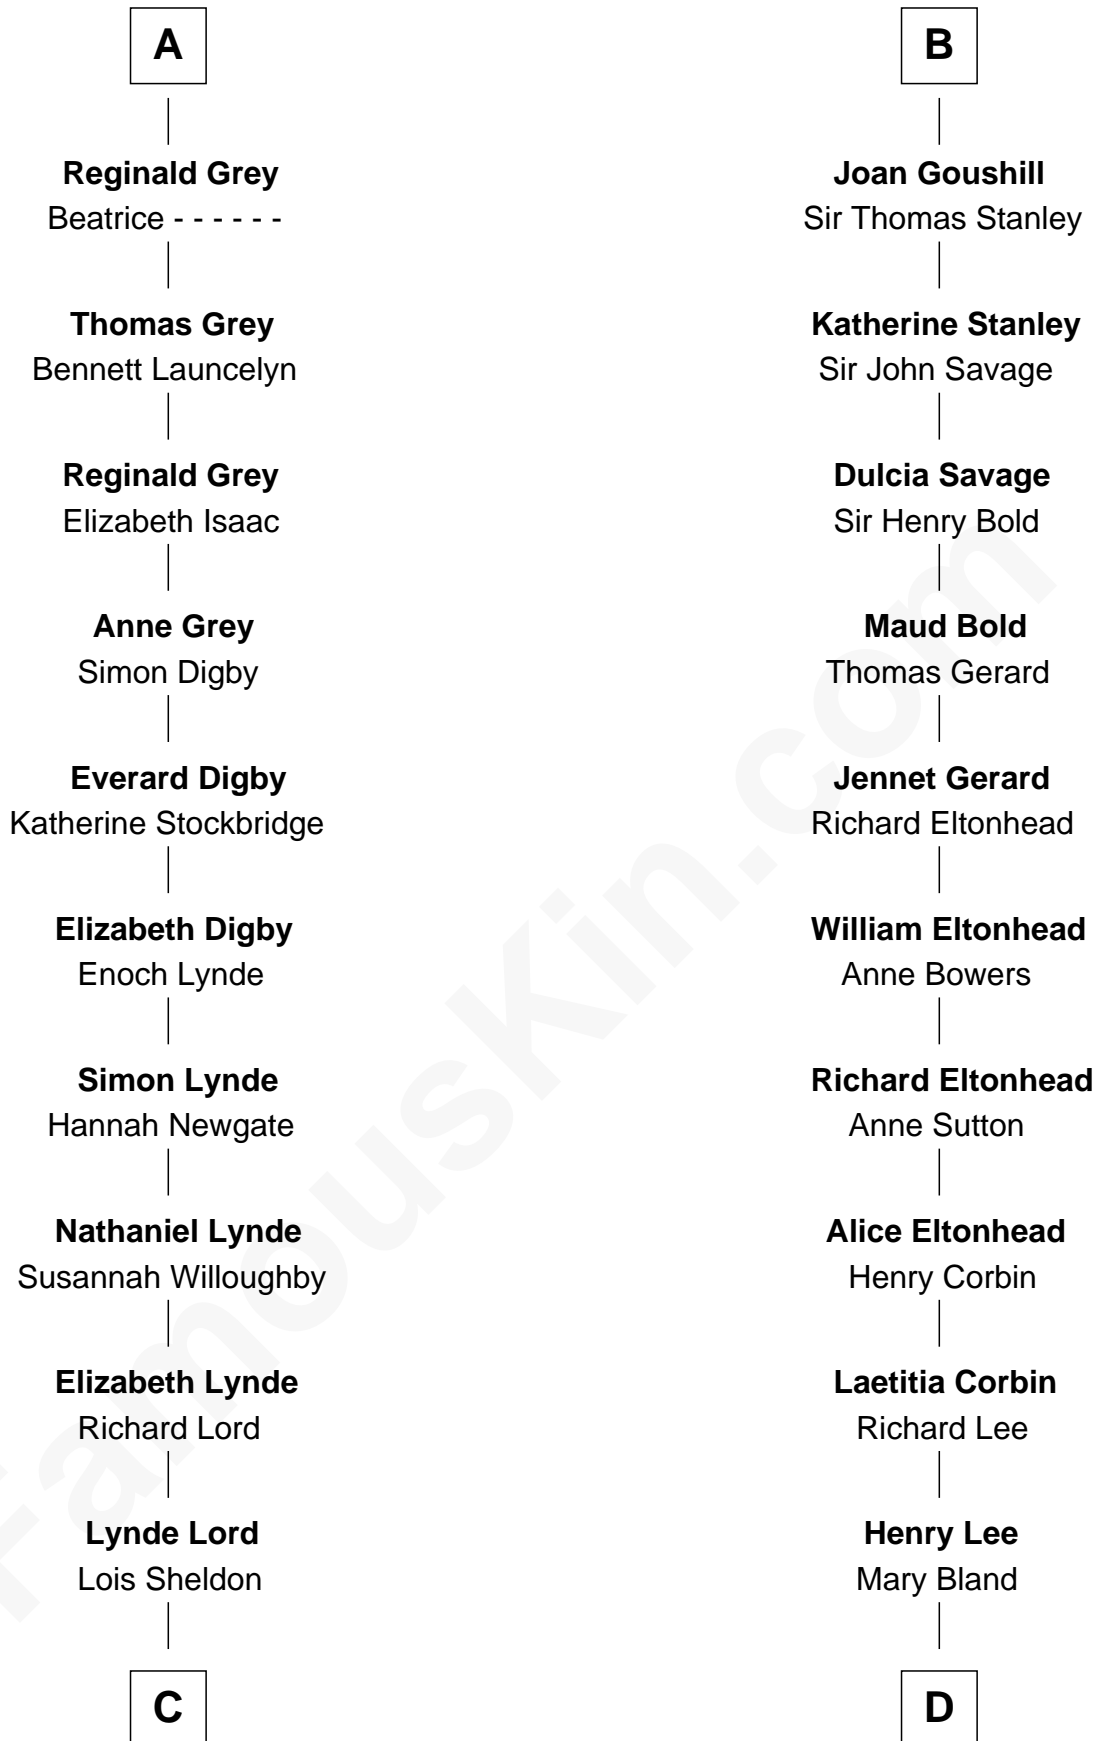 A
Reginald Grey
Beatrice - - - - - -
Thomas Grey
Bennett Launcelyn
Reginald Grey
Elizabeth Isaac
Anne Grey
Simon Digby
Everard Digby
Katherine Stockbridge
Elizabeth Digby
Enoch Lynde
Simon Lynde
Hannah Newgate
Nathaniel Lynde
Susannah Willoughby
Elizabeth Lynde
Richard Lord
Lynde Lord
Lois Sheldon
C
B
Joan Goushill
Sir Thomas Stanley
Katherine Stanley
Sir John Savage
Dulcia Savage
Sir Henry Bold
Maud Bold
Thomas Gerard
Jennet Gerard
Richard Eltonhead
William Eltonhead
Anne Bowers
Richard Eltonhead
Anne Sutton
Alice Eltonhead
Henry Corbin
Laetitia Corbin
Richard Lee
Henry Lee
Mary Bland
D
FamousKin.com